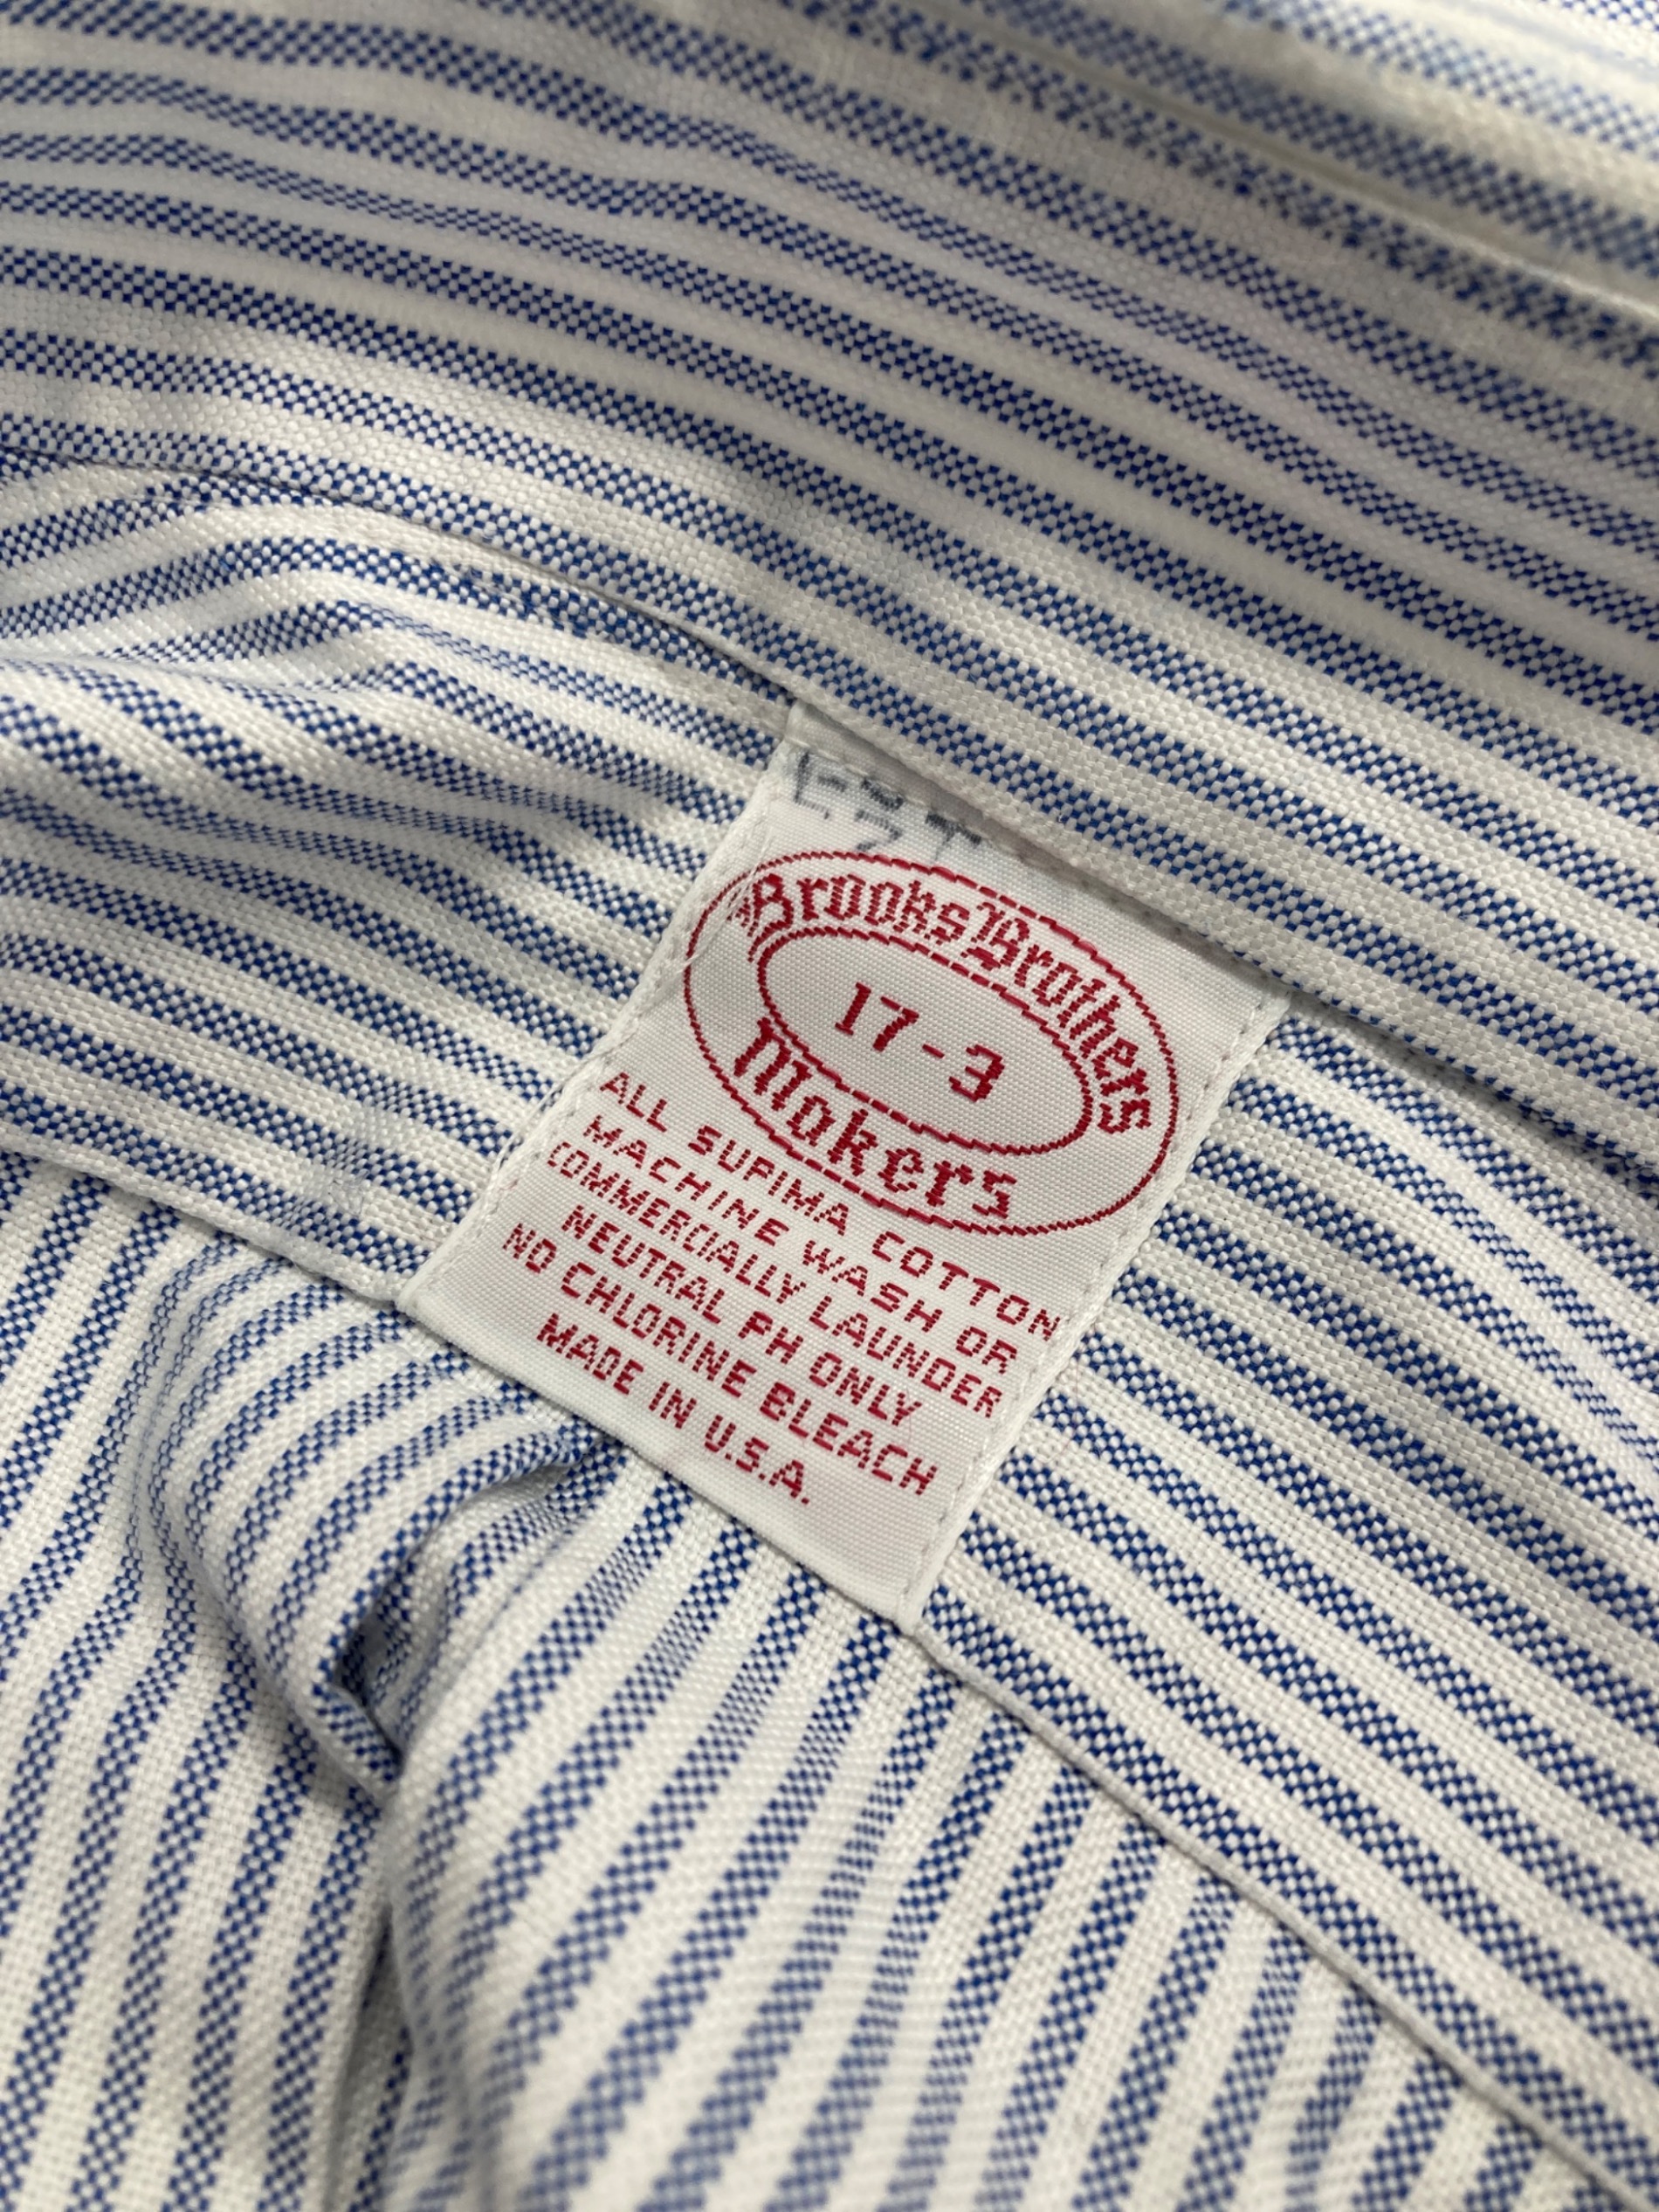 Brooks Brothers
17-3
Makers
ALL SUPIMA COTTON
MACHINE WASH OR
COMMERCIALLY LAUNDER
NEUTRAL PH ONLY
NO CHLORINE BLEACH
MADE IN U.S.A.